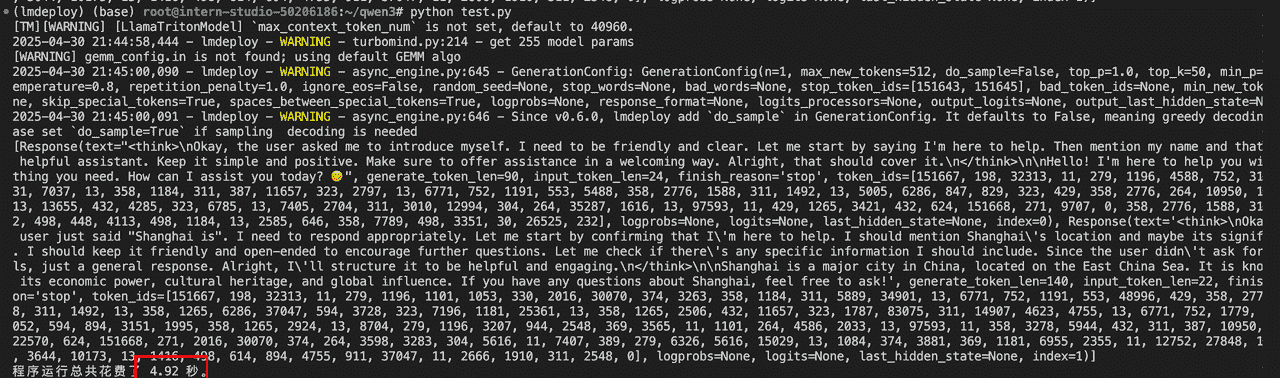 (lmdeploy) (base) root@intern-studio-50206186:~/qwen3# python test.py
[TM][WARNING] [LlamaTritonModel] `max_context_token_num` is not set, default to 40960.
2025-04-30 21:44:58,444 - lmdeploy - WARNING - turbomind.py:214 - get 255 model params
[WARNING] gemm_config.in is not found; using default GEMM algo
2025-04-30 21:45:00,090 - lmdeploy - WARNING - async_engine.py:645 - GenerationConfig: GenerationConfig(n=1, max_new_tokens=512, do_sample=False, top_p=1.0, top_k=50, min_p=
emperature=0.8, repetition_penalty=1.0, ignore_eos=False, random_seed=None, stop_words=None, bad_words=None, stop_token_ids=[151643, 151645], bad_token_ids=None, min_new_tok
ne, skip_special_tokens=True, spaces_between_special_tokens=True, logprobs=None, response_format=None, logits_processors=None, output_logits=None, output_last_hidden_state=N
2025-04-30 21:45:00,091 - lmdeploy - WARNING - async_engine.py:646 - Since v0.6.0, lmdeploy add `do_sample` in GenerationConfig. It defaults to False, meaning greedy decodin
ase set `do_sample=True` if sampling  decoding is needed
[Response(text="<think>\nOkay, the user asked me to introduce myself. I need to be friendly and clear. Let me start by saying I'm here to help. Then mention my name and that
 helpful assistant. Keep it simple and positive. Make sure to offer assistance in a welcoming way. Alright, that should cover it.\n</think>\n\nHello! I'm here to help you wi
thing you need. How can I assist you today? 😊", generate_token_len=90, input_token_len=24, finish_reason='stop', token_ids=[151667, 198, 32313, 11, 279, 1196, 4588, 752, 31
31, 7037, 13, 358, 1184, 311, 387, 11657, 323, 2797, 13, 6771, 752, 1191, 553, 5488, 358, 2776, 1588, 311, 1492, 13, 5005, 6286, 847, 829, 323, 429, 358, 2776, 264, 10950, 1
13, 13655, 432, 4285, 323, 6785, 13, 7405, 2704, 311, 3010, 12994, 304, 264, 35287, 1616, 13, 97593, 11, 429, 1265, 3421, 432, 624, 151668, 271, 9707, 0, 358, 2776, 1588, 31
2, 498, 448, 4113, 498, 1184, 13, 2585, 646, 358, 7789, 498, 3351, 30, 26525, 232], logprobs=None, logits=None, last_hidden_state=None, index=0), Response(text='<think>\nOka
 user just said "Shanghai is". I need to respond appropriately. Let me start by confirming that I\'m here to help. I should mention Shanghai\'s location and maybe its signif
. I should keep it friendly and open-ended to encourage further questions. Let me check if there\'s any specific information I should include. Since the user didn\'t ask for
ls, just a general response. Alright, I\'ll structure it to be helpful and engaging.\n</think>\n\nShanghai is a major city in China, located on the East China Sea. It is kno
 its economic power, cultural heritage, and global influence. If you have any questions about Shanghai, feel free to ask!', generate_token_len=140, input_token_len=22, finis
on='stop', token_ids=[151667, 198, 32313, 11, 279, 1196, 1101, 1053, 330, 2016, 30070, 374, 3263, 358, 1184, 311, 5889, 34901, 13, 6771, 752, 1191, 553, 48996, 429, 358, 277
8, 311, 1492, 13, 358, 1265, 6286, 37047, 594, 3728, 323, 7196, 1181, 25361, 13, 358, 1265, 2506, 432, 11657, 323, 1787, 83075, 311, 14907, 4623, 4755, 13, 6771, 752, 1779,
052, 594, 894, 3151, 1995, 358, 1265, 2924, 13, 8704, 279, 1196, 3207, 944, 2548, 369, 3565, 11, 1101, 264, 4586, 2033, 13, 97593, 11, 358, 3278, 5944, 432, 311, 387, 10950,
22570, 624, 151668, 271, 2016, 30070, 374, 264, 3598, 3283, 304, 5616, 11, 7407, 389, 279, 6326, 5616, 15029, 13, 1084, 374, 3881, 369, 1181, 6955, 2355, 11, 12752, 27848, 1
, 3644, 10173, 13, 498, 614, 894, 4755, 911, 37047, 11, 2666, 1910, 311, 2548, 0], logprobs=None, logits=None, last_hidden_state=None, index=1)]
程序运行总共花费了 4.92 秒。